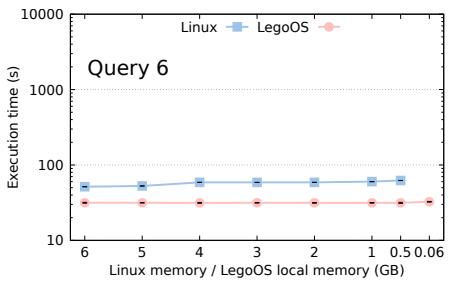 10000
Linux LegoOS
Query 6
1000
Execution time (s)
100
10
6 5 4 3 2 1 0.5 0.06
Linux memory / LegoOS local memory (GB)